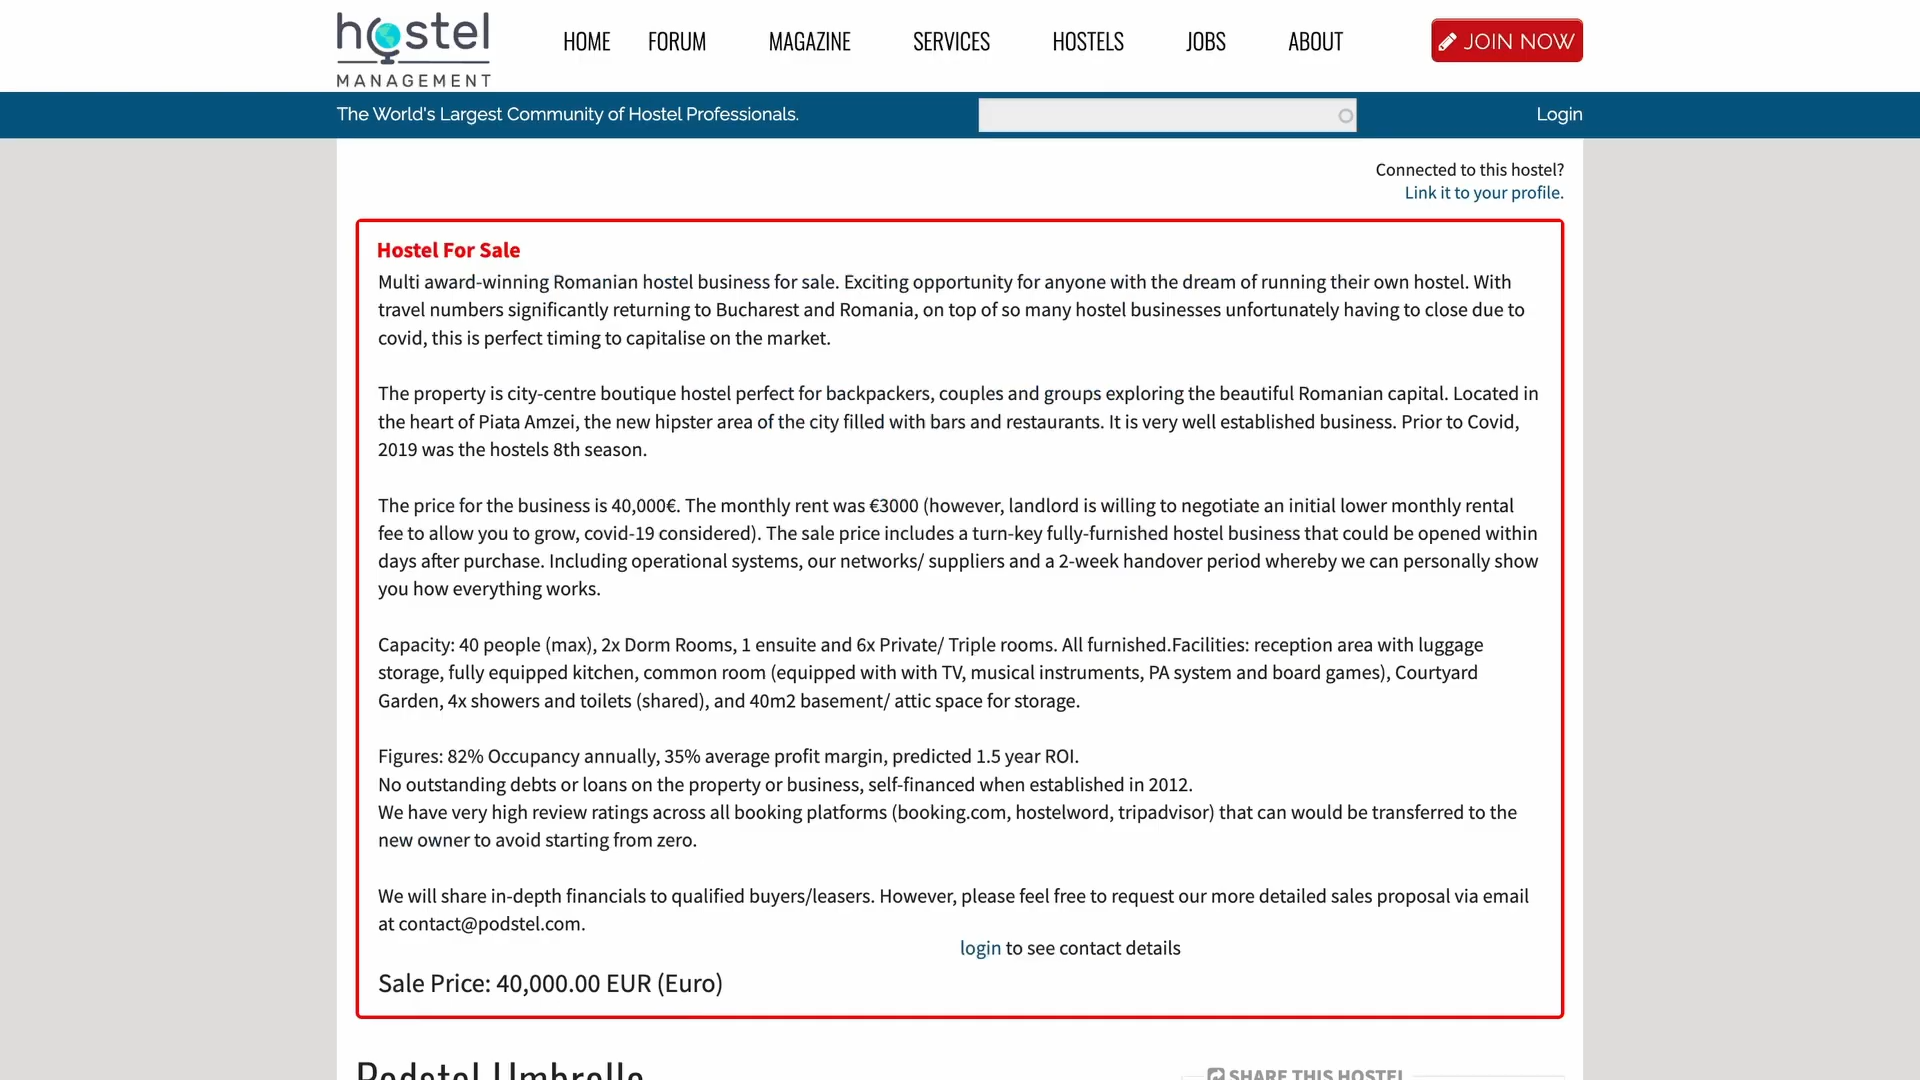 hostel
MANAGEMENT
HOME FORUM MAGAZINE SERVICES HOSTELS JOBS ABOUT JOIN NOW
The World's Largest Community of Hostel Professionals. Login
Connected to this hostel?
Link it to your profile.
Hostel For Sale
Multi award-winning Romanian hostel business for sale. Exciting opportunity for anyone with the dream of running their own hostel. With
travel numbers significantly returning to Bucharest and Romania, on top of so many hostel businesses unfortunately having to close due to
covid, this is perfect timing to capitalise on the market.
The property is city-centre boutique hostel perfect for backpackers, couples and groups exploring the beautiful Romanian capital. Located in
the heart of Piata Amzei, the new hipster area of the city filled with bars and restaurants. It is very well established business. Prior to Covid,
2019 was the hostels 8th season.
The price for the business is 40,000€. The monthly rent was €3000 (however, landlord is willing to negotiate an initial lower monthly rental
fee to allow you to grow, covid-19 considered). The sale price includes a turn-key fully-furnished hostel business that could be opened within
days after purchase. Including operational systems, our networks/ suppliers and a 2-week handover period whereby we can personally show
you how everything works.
Capacity: 40 people (max), 2x Dorm Rooms, 1 ensuite and 6x Private/ Triple rooms. All furnished.Facilities: reception area with luggage
storage, fully equipped kitchen, common room (equipped with with TV, musical instruments, PA system and board games), Courtyard
Garden, 4x showers and toilets (shared), and 40m2 basement/ attic space for storage.
Figures: 82% Occupancy annually, 35% average profit margin, predicted 1.5 year ROI.
No outstanding debts or loans on the property or business, self-financed when established in 2012.
We have very high review ratings across all booking platforms (booking.com, hostelword, tripadvisor) that can would be transferred to the
new owner to avoid starting from zero.
We will share in-depth financials to qualified buyers/leasers. However, please feel free to request our more detailed sales proposal via email
at contact@podstel.com.
login to see contact details
Sale Price: 40,000.00 EUR (Euro)
Podstel Umbrella
SHARE THIS HOSTEL